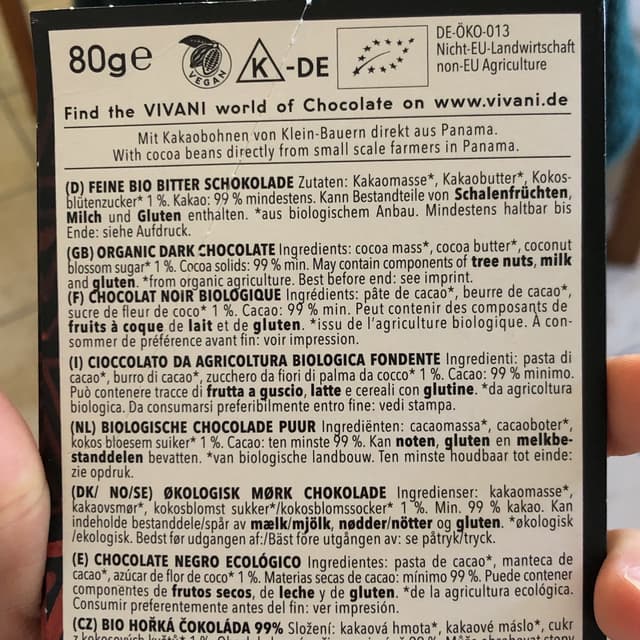 80g e VEGAN K-DE DE-ÖKO-013
Nicht-EU-Landwirtschaft
non-EU Agriculture
Find the VIVANI world of Chocolate on www.vivani.de
Mit Kakaobohnen von Klein-Bauern direkt aus Panama.
With cocoa beans directly from small scale farmers in Panama.
(D) FEINE BIO BITTER SCHOKOLADE Zutaten: Kakaomasse*, Kakaobutter*, Kokos-
blütenzucker* 1 %. Kakao: 99 % mindestens. Kann Bestandteile von Schalenfrüchten,
Milch und Gluten enthalten. *aus biologischem Anbau. Mindestens haltbar bis
Ende: siehe Aufdruck.
(GB) ORGANIC DARK CHOCOLATE Ingredients: cocoa mass*, cocoa butter*, coconut
blossom sugar* 1 %. Cocoa solids: 99 % min. May contain components of tree nuts, milk
and gluten. *from organic agriculture. Best before end: see imprint.
(F) CHOCOLAT NOIR BIOLOGIQUE Ingrédients: pâte de cacao*, beurre de cacao*,
sucre de fleur de coco* 1 %. Cacao: 99 % min. Peut contenir des composants de
fruits à coque de lait et de gluten. *issu de l'agriculture biologique. À con-
sommer de préférence avant fin: voir impression.
(I) CIOCCOLATO DA AGRICOLTURA BIOLOGICA FONDENTE Ingredienti: pasta di
cacao*, burro di cacao*, zucchero da fiori di palma da cocco* 1 %. Cacao: 99 % minimo.
Può contenere tracce di frutta a guscio, latte e cereali con glutine. *da agricoltura
biologica. Da consumarsi preferibilmente entro fine: vedi stampa.
(NL) BIOLOGISCHE CHOCOLADE PUUR Ingrediënten: cacaomassa*, cacaoboter*,
kokos bloesem suiker* 1 %. Cacao: ten minste 99 %. Kan noten, gluten en melkbe-
standdelen bevatten. *van biologische landbouw. Ten minste houdbaar tot einde:
zie opdruk.
(DK/ NO/SE) ØKOLOGISK MØRK CHOKOLADE Ingredienser: kakaomasse*,
kakaovsmør*, kokosblomst sukker*/kokosblomssocker* 1 %. Min. 99 % kakao. Kan
indeholde bestanddele/spår av mælk/mjölk, nødder/nötter og gluten. *økologisk
/ekologisk. Bedst før udgangen af:/Bäst före utgången av: se påtryk/tryck.
(E) CHOCOLATE NEGRO ECOLÓGICO Ingredientes: pasta de cacao*, manteca de
cacao*, azúcar de flor de coco* 1 %. Materias secas de cacao: mínimo 99 %. Puede contener
componentes de frutos secos, de leche y de gluten. *de la agricultura ecológica.
Consumir preferentemente antes del fin: ver impresión.
(CZ) BIO HOŘKÁ ČOKOLÁDA 99% Složení: kakaová hmota*, kakaové máslo*, cukr